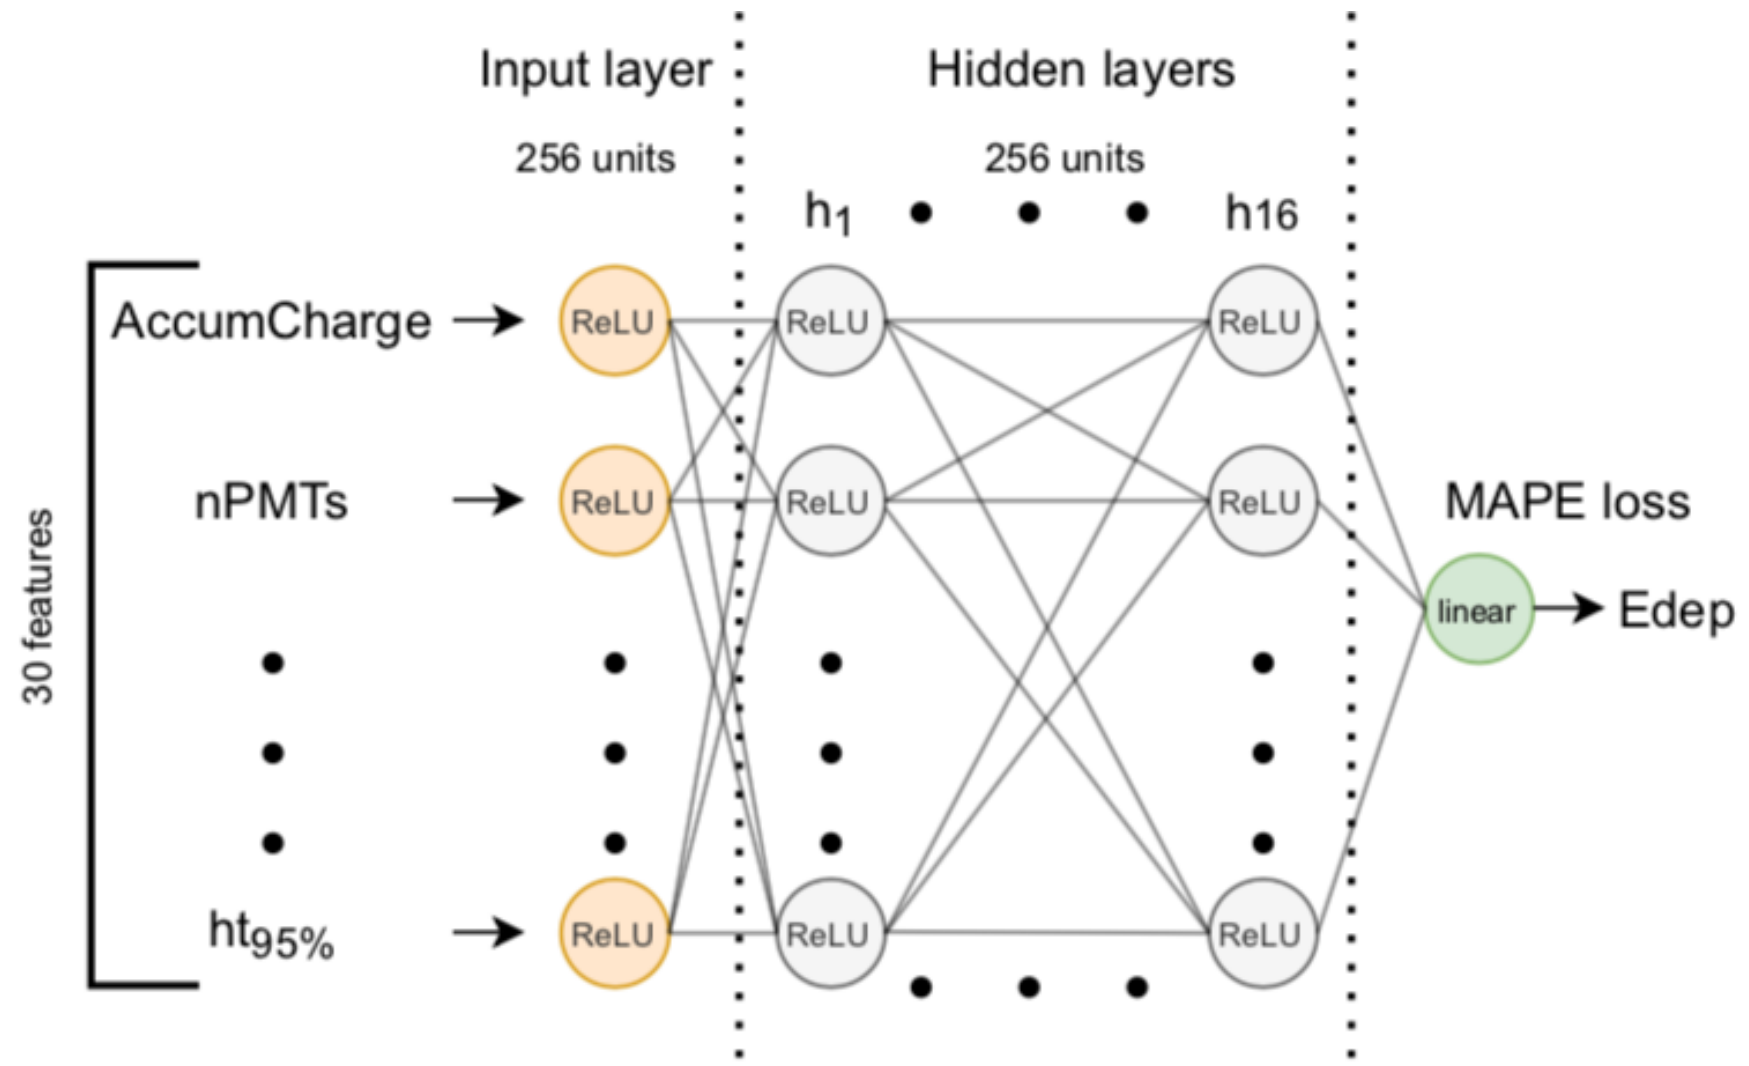 Input layer
Hidden layers
256 units
256 units
h1
h16
AccumCharge
ReLU
ReLU
ReLU
nPMTs
ReLU
ReLU
ReLU
MAPE loss
linear
Edep
30 features
ht95%
ReLU
ReLU
ReLU